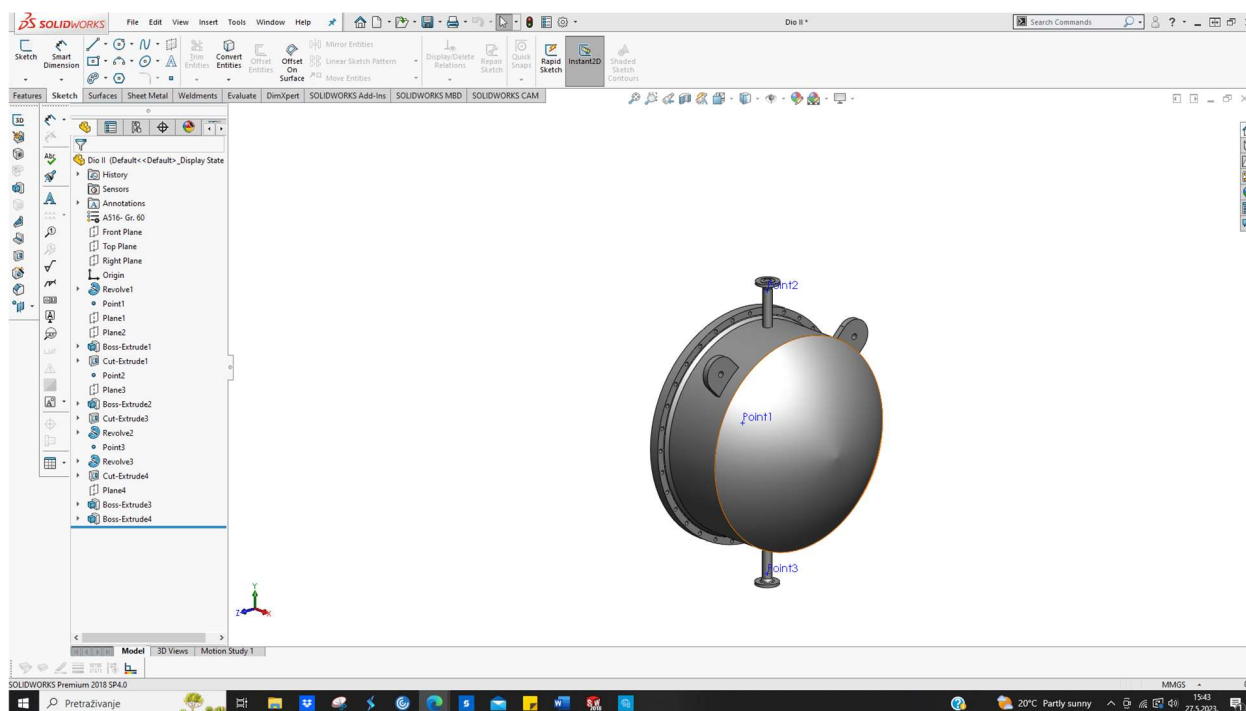 SOLIDWORKS File Edit View Insert Tools Window Help Dio II * Search Commands
Sketch Smart Dimension Trim Entities Convert Entities Offset Entities Offset On Surface Mirror Entities Linear Sketch Pattern Move Entities Display/Delete Relations Repair Sketch Quick Snaps Rapid Sketch Instant2D Shaded Sketch Contours
Features Sketch Surfaces Sheet Metal Weldments Evaluate DimXpert SOLIDWORKS Add-Ins SOLIDWORKS MBD SOLIDWORKS CAM
Dio II (Default<<Default>_Display State
History
Sensors
Annotations
A516- Gr. 60
Front Plane
Top Plane
Right Plane
Origin
Revolve1
Point1
Plane1
Plane2
Boss-Extrude1
Cut-Extrude1
Point2
Plane3
Boss-Extrude2
Cut-Extrude3
Revolve2
Point3
Revolve3
Cut-Extrude4
Plane4
Boss-Extrude3
Boss-Extrude4
Point2
Point1
Point3
Y
Z X
Model 3D Views Motion Study 1
SOLIDWORKS Premium 2018 SP4.0 MMGS
Pretraživanje 20°C Partly sunny 15:43
27.5.2023.